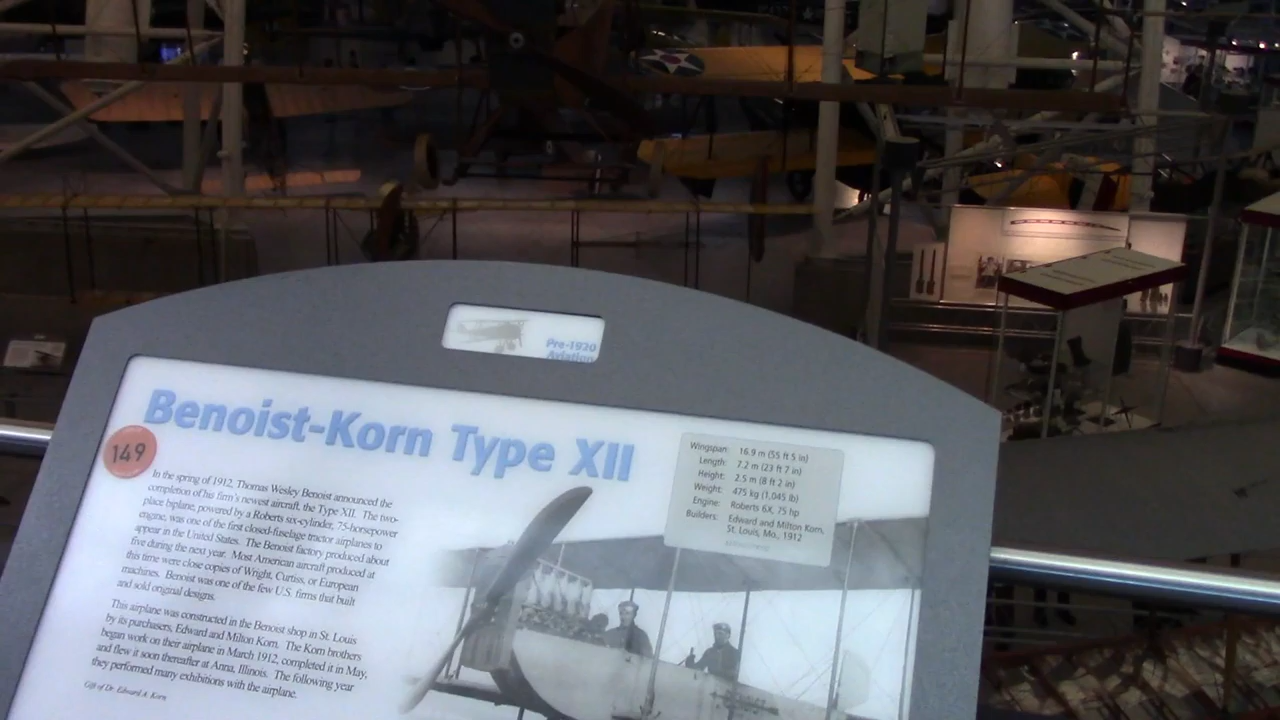 Pre-1920
Aviation
Benoist-Korn Type XII
149
In the spring of 1912, Thomas Wesley Benoist announced the
completion of his firm's newest aircraft, the Type XII. The two-
place biplane, powered by a Roberts six-cylinder, 75-horsepower
engine, was one of the first closed-fuselage tractor airplanes to
appear in the United States. The Benoist factory produced about
five during the next year. Most American aircraft produced at
this time were close copies of Wright, Curtiss, or European
machines. Benoist was one of the few U.S. firms that built
and sold original designs.
This airplane was constructed in the Benoist shop in St. Louis
by its purchasers, Edward and Milton Korn. The Korn brothers
began work on their airplane in March 1912, completed it in May,
and flew it soon thereafter at Anna, Illinois. The following year
they performed many exhibitions with the airplane.
Gift of Dr. Edward A. Korn
Wingspan: 16.9 m (55 ft 5 in)
Length: 7.2 m (23 ft 7 in)
Height: 2.5 m (8 ft 2 in)
Weight: 475 kg (1,045 lb)
Engine: Roberts 6X, 75 hp
Builders: Edward and Milton Korn,
St. Louis, Mo., 1912